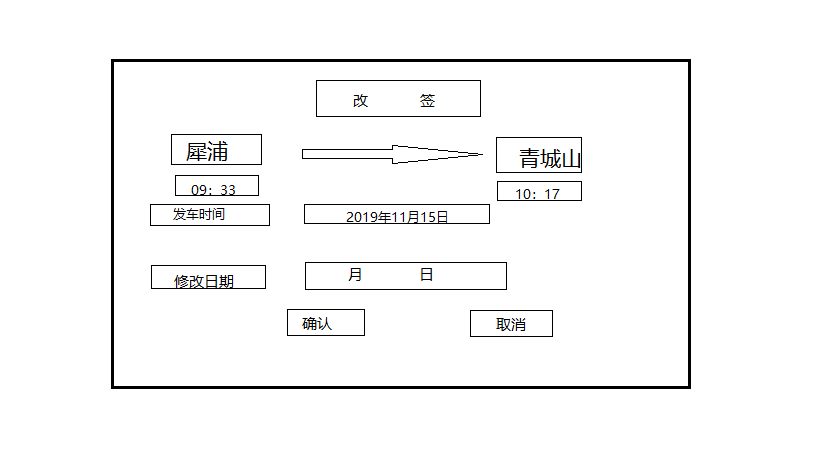 改 签
犀浦 青城山
09：33 10：17
发车时间 2019年11月15日
修改日期 月 日
确认 取消